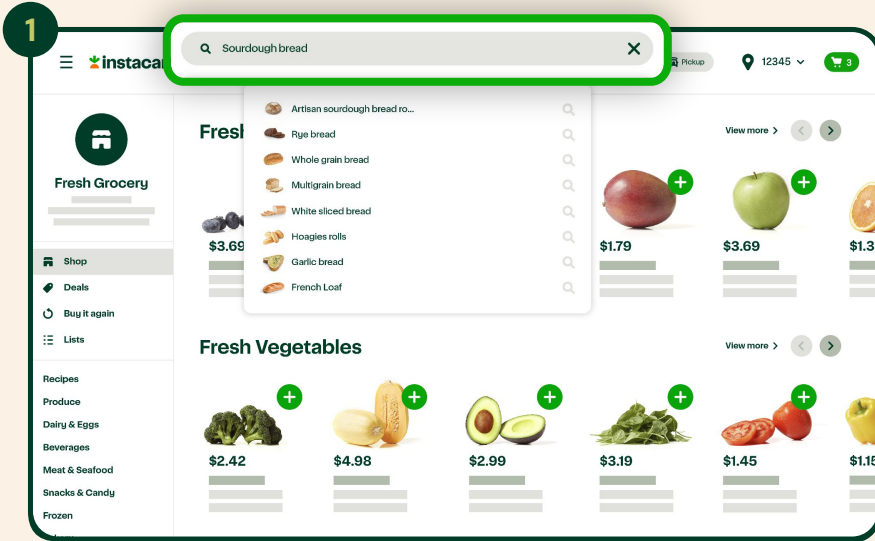 1
Sourdough bread
instacar
Pickup
12345
3
Artisan sourdough bread ro...
Rye bread
Whole grain bread
Multigrain bread
White sliced bread
Hoagies rolls
Garlic bread
French Loaf
Fresh Grocery
Shop
Deals
Buy it again
Lists
Recipes
Produce
Dairy & Eggs
Beverages
Meat & Seafood
Snacks & Candy
Frozen
Fresh
View more
$3.69
$1.79
$3.69
$1.3
Fresh Vegetables
View more
$2.42
$4.98
$2.99
$3.19
$1.45
$1.15